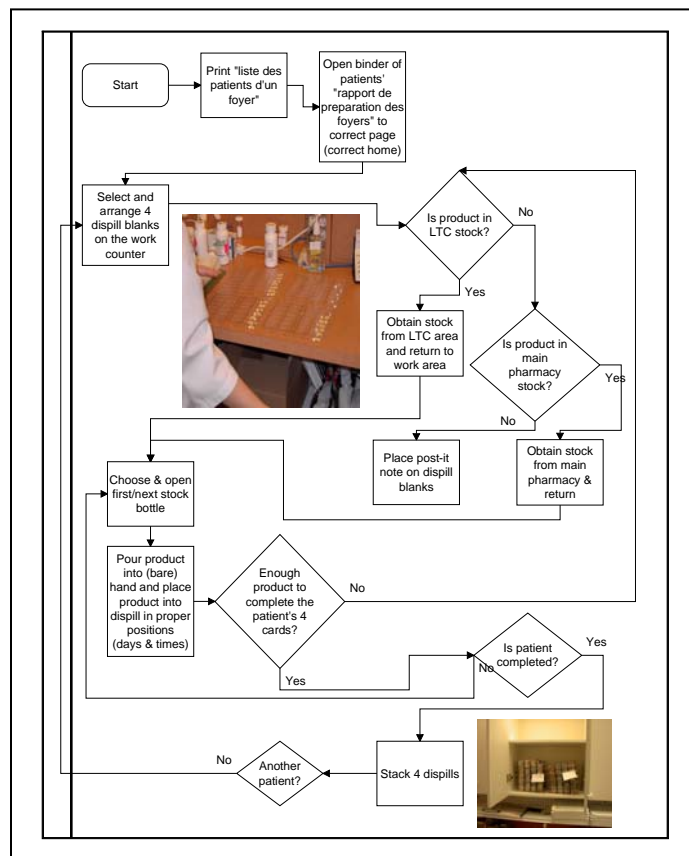 Start
Print "liste des
patients d'un
foyer"
Open binder of
patients'
"rapport de
preparation des
foyers" to
correct page
(correct home)
Select and
arrange 4
dispill blanks
on the work
counter
Is product in
LTC stock?
No
Yes
Obtain stock
from LTC area
and return to
work area
Is product in
main
pharmacy
stock?
Yes
No
Place post-it
note on dispill
blanks
Obtain stock
from main
pharmacy &
return
Choose & open
first/next stock
bottle
Pour product
into (bare)
hand and place
product into
dispill in proper
positions
(days & times)
Enough
product to
complete the
patient's 4
cards?
No
Yes
Is patient
completed?
Yes
No
Stack 4 dispills
Another
patient?
No